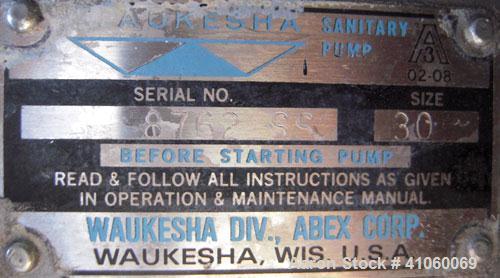 AUKESHA SANITARY
PUMP
A
3
02-08
SERIAL NO. SIZE
8762 SS 30
BEFORE STARTING PUMP
READ & FOLLOW ALL INSTRUCTIONS AS GIVEN
IN OPERATION & MAINTENANCE MANUAL.
WAUKESHA DIV., ABEX CORP.
WAUKESHA, WIS. U.S.A.
Aaron Stock # 41060069